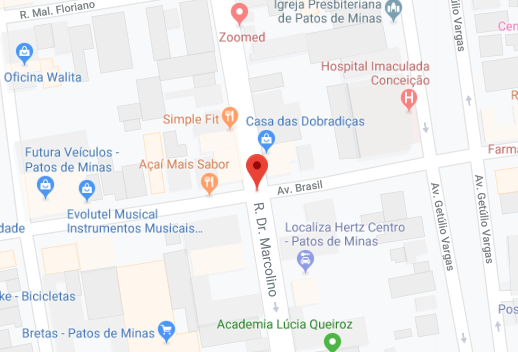 R. Mal. Floriano
Igreja Presbiteriana
de Patos de Minas
Zoomed
Av. Getúlio Vargas
Cen
Oficina Walita
Hospital Imaculada
Conceição
R
Simple Fit
Casa das Dobradiças
Futura Veículos -
Patos de Minas
Açaí Mais Sabor
Farma
Av. Brasil
Evolutel Musical
Instrumentos Musicais...
dade
R. Dr. Marcolino
Localiza Hertz Centro
- Patos de Minas
Av. Getúlio Vargas
Av. Getúlio Vargas
ke - Bicicletas
Bretas - Patos de Minas
Academia Lúcia Queiroz
Pos